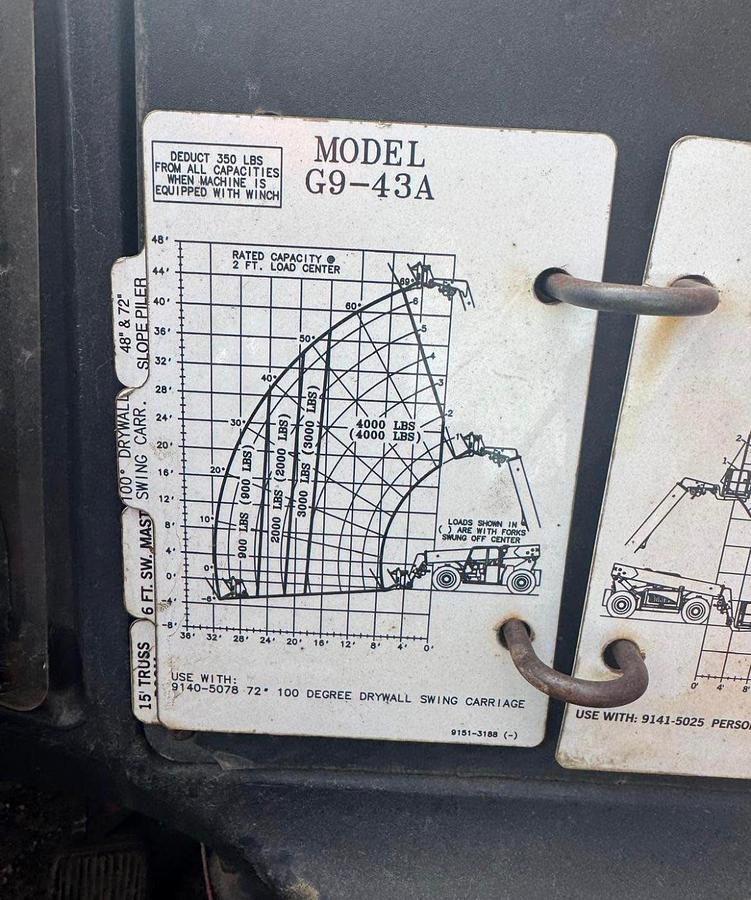 MODEL
G9-43A
DEDUCT 350 LBS
FROM ALL CAPACITIES
WHEN MACHINE IS
EQUIPPED WITH WINCH
RATED CAPACITY @
2 FT. LOAD CENTER
48'
44'
40'
36'
32'
28'
24'
20'
16'
12'
8'
4'
0'
-4'
-8'
36'
32'
28'
24'
20'
16'
12'
8'
4'
0'
69°
60°
50°
40°
30°
20°
10°
0°
-6°
6
5
4
3
2
1
900 LBS (900 LBS)
2000 LBS (2000 LBS)
3000 LBS (3000 LBS)
4000 LBS
(4000 LBS)
LOADS SHOWN IN
( ) ARE WITH FORKS
SWUNG OFF CENTER
USE WITH:
9140-5078 72" 100 DEGREE DRYWALL SWING CARRIAGE
9151-3188 (-)
48" & 72"
SLOPE PILER
100° DRYWALL
SWING CARR.
6 FT. SW. MAST
15' TRUSS
2
1
0'
4'
8'
USE WITH: 9141-5025 PERSO